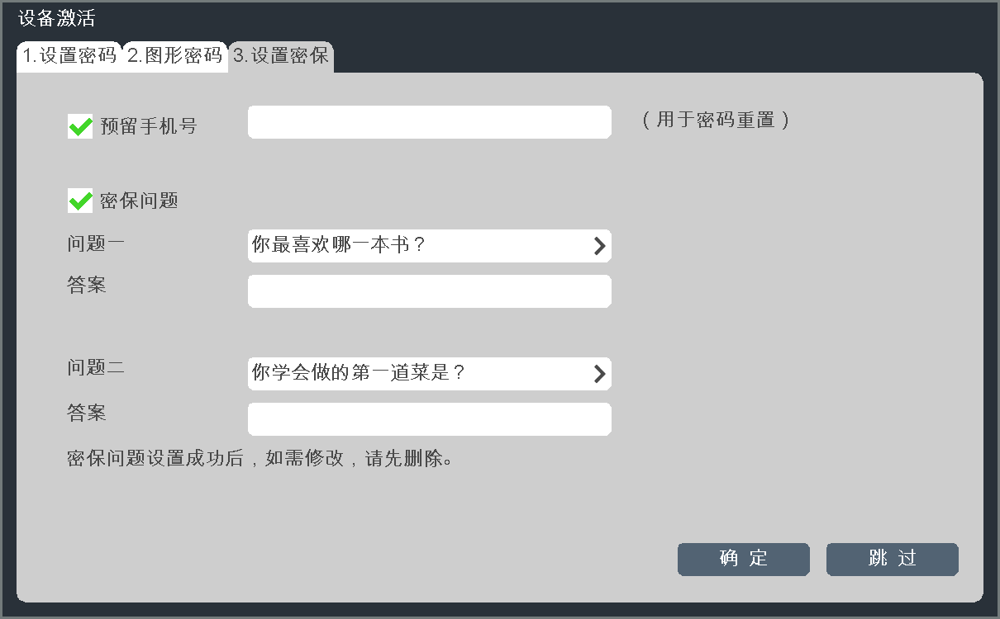 设备激活
1.设置密码 2.图形密码 3.设置密保
预留手机号 （用于密码重置）
密保问题
问题一 你最喜欢哪一本书？
答案
问题二 你学会做的第一道菜是？
答案
密保问题设置成功后，如需修改，请先删除。
确 定 跳 过